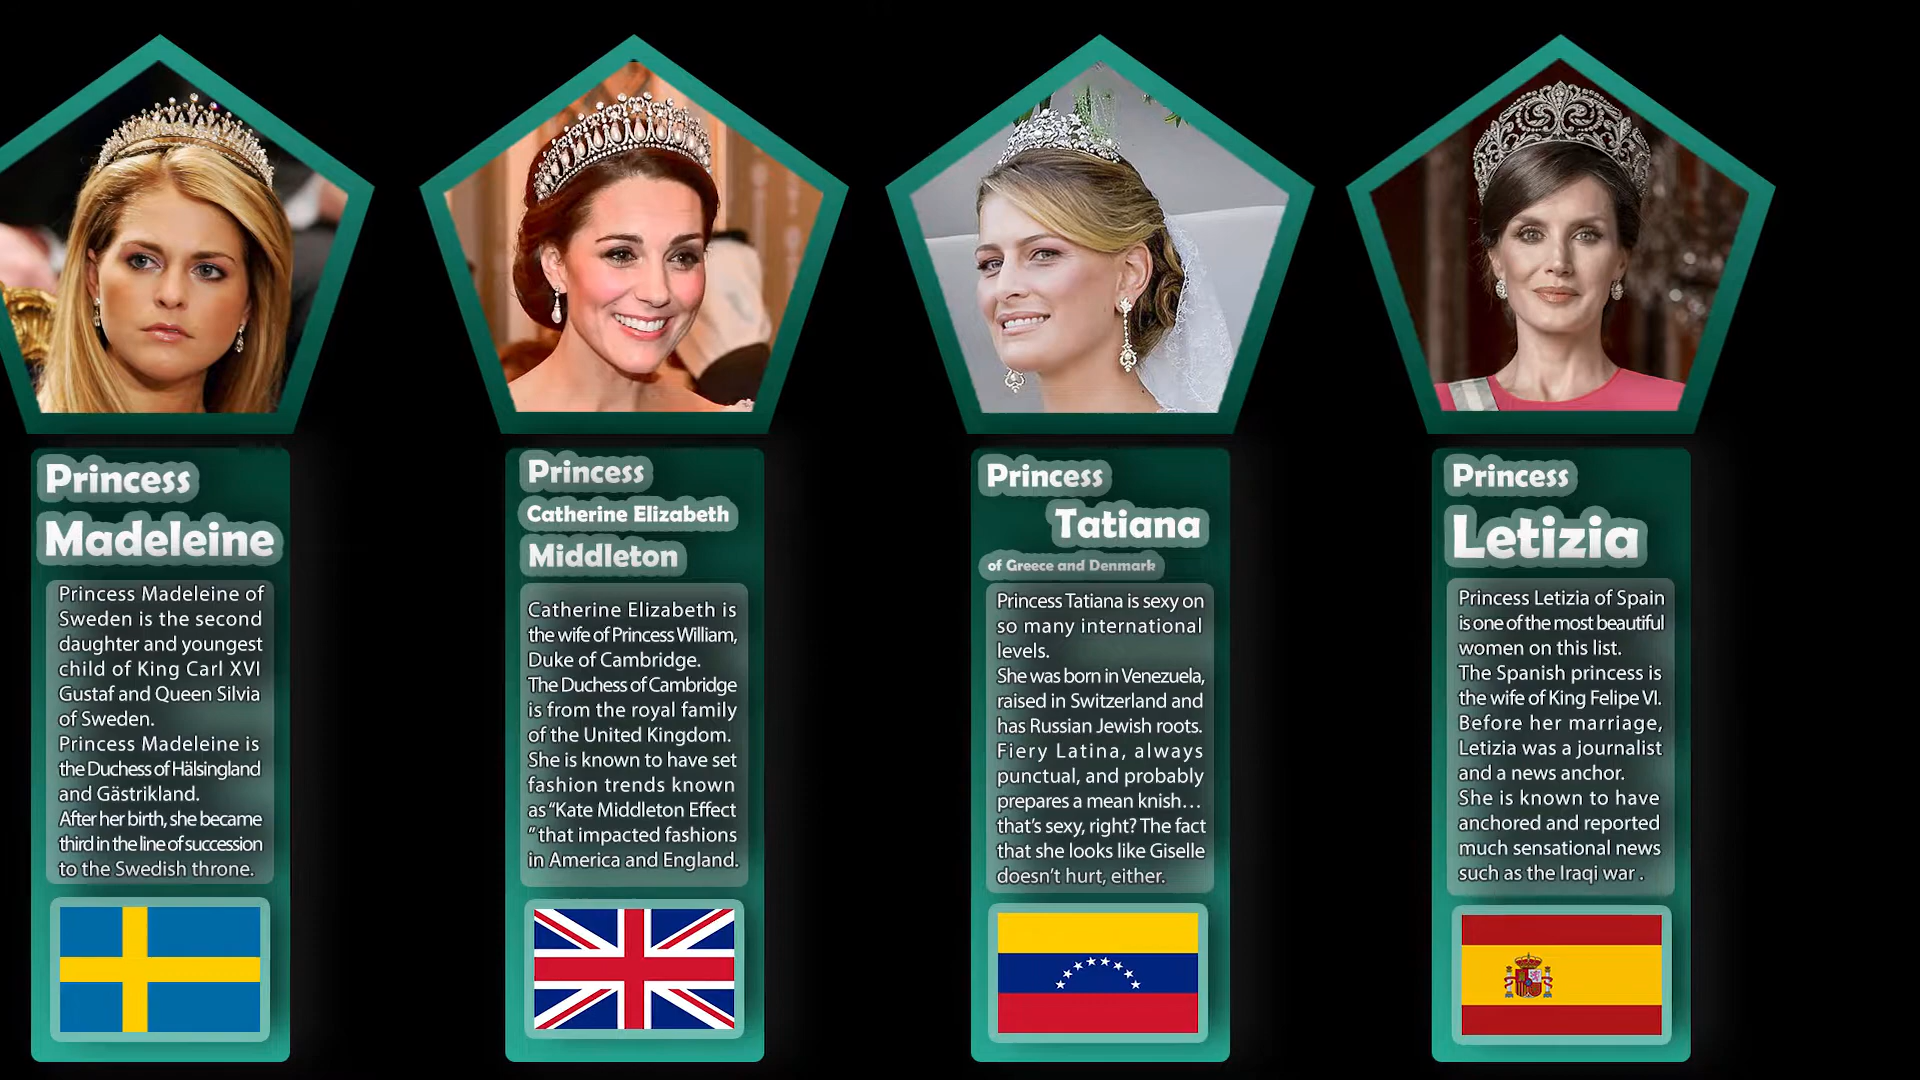 Princess
Madeleine
Princess Madeleine of
Sweden is the second
daughter and youngest
child of King Carl XVI
Gustaf and Queen Silvia
of Sweden.
Princess Madeleine is
the Duchess of Hälsingland
and Gästrikland.
After her birth, she became
third in the line of succession
to the Swedish throne.
Princess
Catherine Elizabeth
Middleton
Catherine Elizabeth is
the wife of Princess William,
Duke of Cambridge.
The Duchess of Cambridge
is from the royal family
of the United Kingdom.
She is known to have set
fashion trends known
as “Kate Middleton Effect
” that impacted fashions
in America and England.
Princess
Tatiana
of Greece and Denmark
Princess Tatiana is sexy on
so many international
levels.
She was born in Venezuela,
raised in Switzerland and
has Russian Jewish roots.
Fiery Latina, always
punctual, and probably
prepares a mean knish…
that’s sexy, right? The fact
that she looks like Giselle
doesn’t hurt, either.
Princess
Letizia
Princess Letizia of Spain
is one of the most beautiful
women on this list.
The Spanish princess is
the wife of King Felipe VI.
Before her marriage,
Letizia was a journalist
and a news anchor.
She is known to have
anchored and reported
much sensational news
such as the Iraqi war .